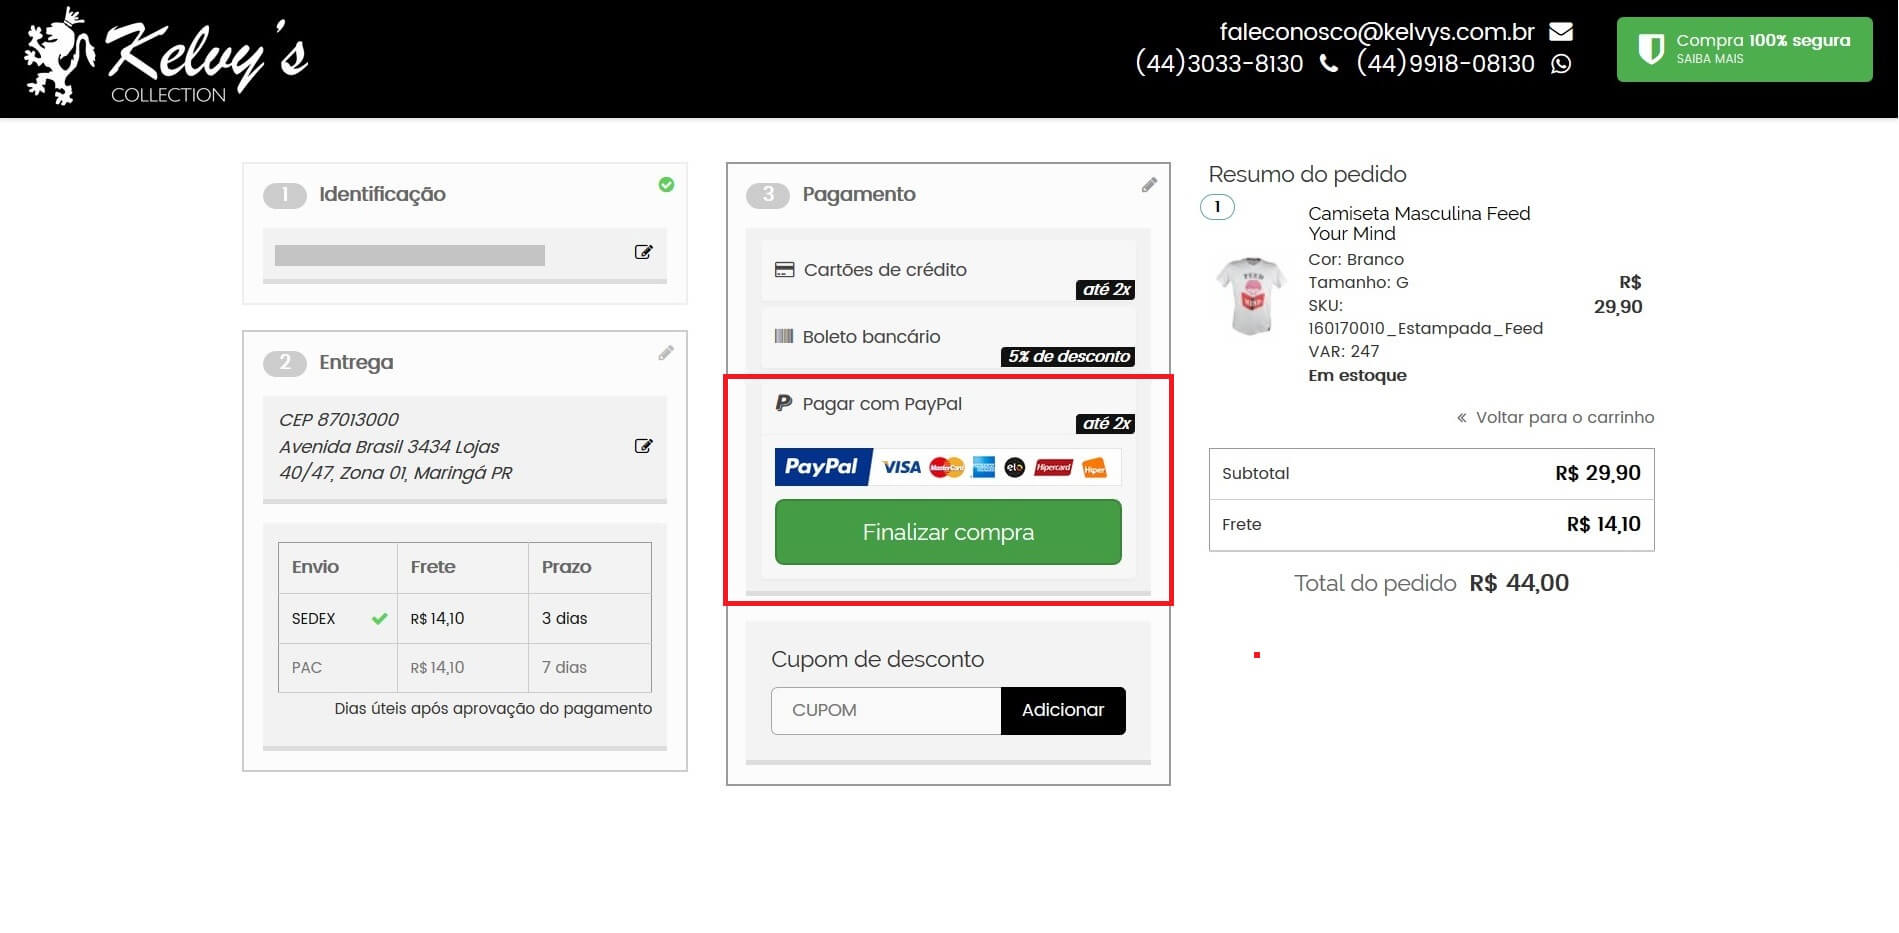 Kelvy's
COLLECTION
faleconosco@kelvys.com.br
(44)3033-8130 (44)9918-08130
Compra 100% segura
SAIBA MAIS
1 Identificação
2 Entrega
CEP 87013000
Avenida Brasil 3434 Lojas
40/47, Zona 01, Maringá PR
Envio Frete Prazo
SEDEX R$ 14,10 3 dias
PAC R$ 14,10 7 dias
Dias úteis após aprovação do pagamento
3 Pagamento
Cartões de crédito
até 2x
Boleto bancário
5% de desconto
Pagar com PayPal
até 2x
PayPal VISA MasterCard elo Hipercard Hiper
Finalizar compra
Cupom de desconto
CUPOM Adicionar
Resumo do pedido
1
Camiseta Masculina Feed
Your Mind
Cor: Branco
Tamanho: G
SKU:
160170010_Estampada_Feed
VAR: 247
Em estoque
R$
29,90
FEED
« Voltar para o carrinho
Subtotal R$ 29,90
Frete R$ 14,10
Total do pedido R$ 44,00